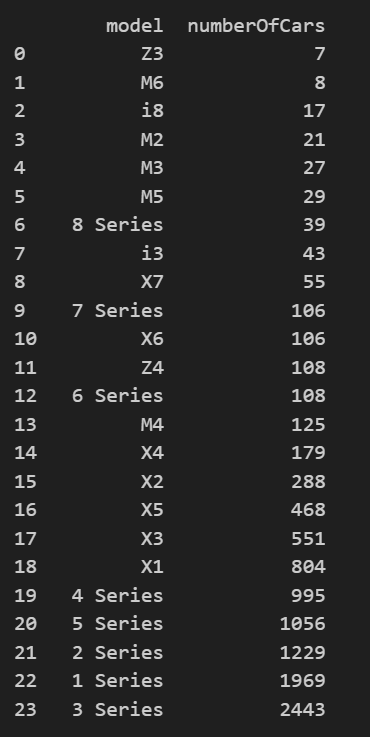 model numberOfCars
0 Z3 7
1 M6 8
2 i8 17
3 M2 21
4 M3 27
5 M5 29
6 8 Series 39
7 i3 43
8 X7 55
9 7 Series 106
10 X6 106
11 Z4 108
12 6 Series 108
13 M4 125
14 X4 179
15 X2 288
16 X5 468
17 X3 551
18 X1 804
19 4 Series 995
20 5 Series 1056
21 2 Series 1229
22 1 Series 1969
23 3 Series 2443